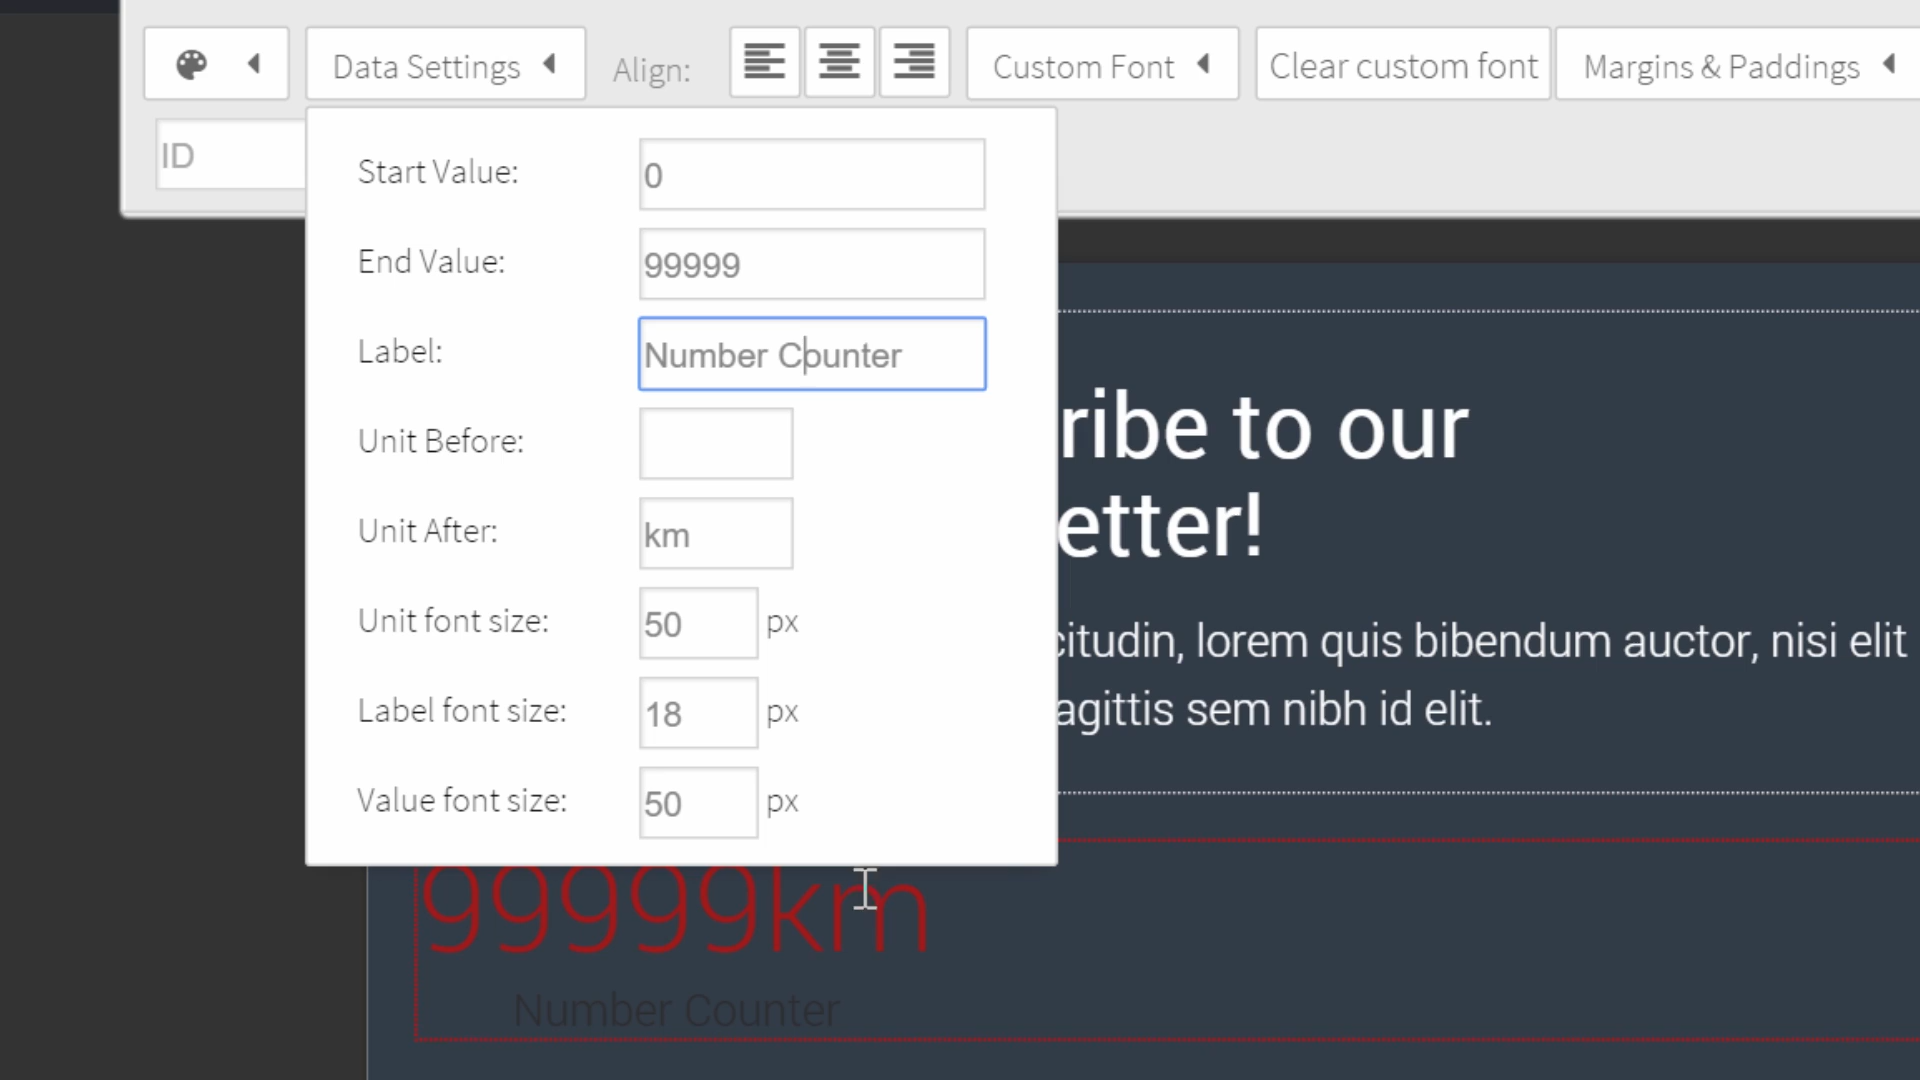 Data Settings
Align:
Custom Font
Clear custom font
Margins & Paddings
ID
Start Value: 0
End Value: 99999
Label: Number Counter
Unit Before:
Unit After: km
Unit font size: 50 px
Label font size: 18 px
Value font size: 50 px
ribe to our
etter!
citudin, lorem quis bibendum auctor, nisi elit
agittis sem nibh id elit.
99999km
Number Counter